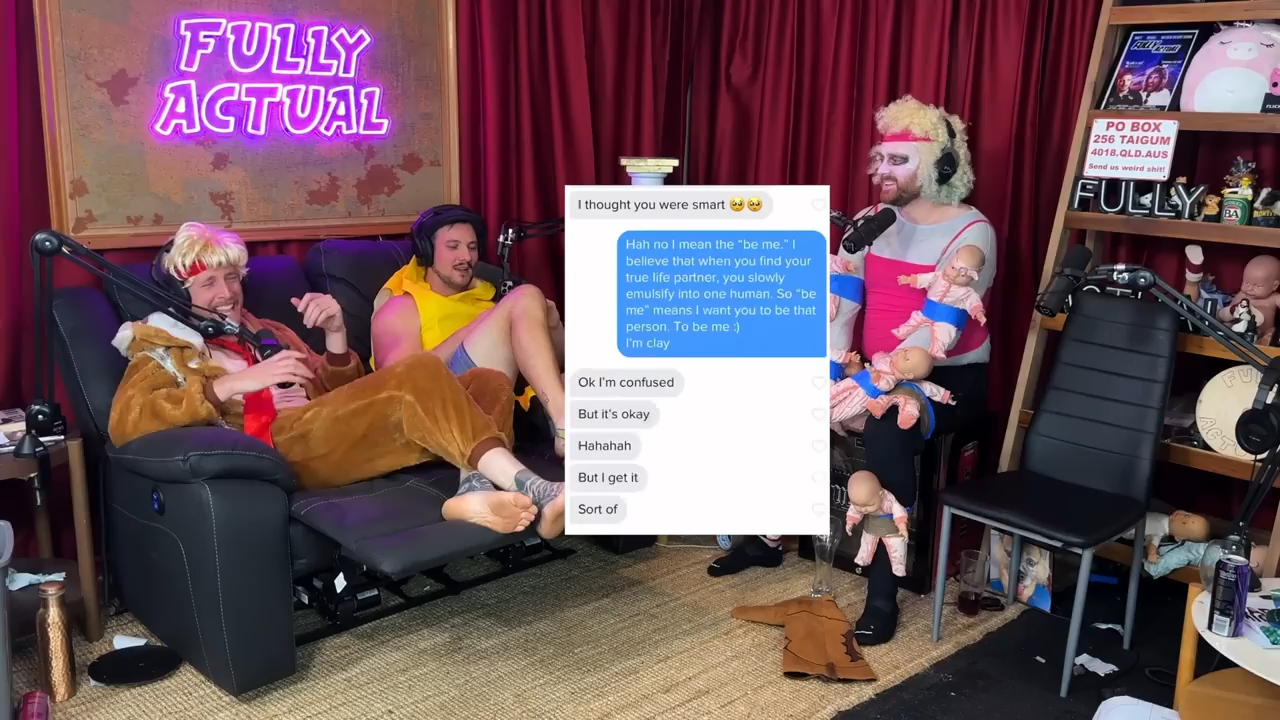 FULLY
ACTUAL
I thought you were smart 🥺🥺
Hah no I mean the “be me.” I
believe that when you find your
true life partner, you slowly
emulsify into one human. So “be
me” means I want you to be that
person. To be me :)
I'm clay
Ok I'm confused
But it's okay
Hahahah
But I get it
Sort of
FULLY ACTUAL
PO BOX
256 TAIGUM
4018.QLD.AUS
Send us weird shit!
FULLY